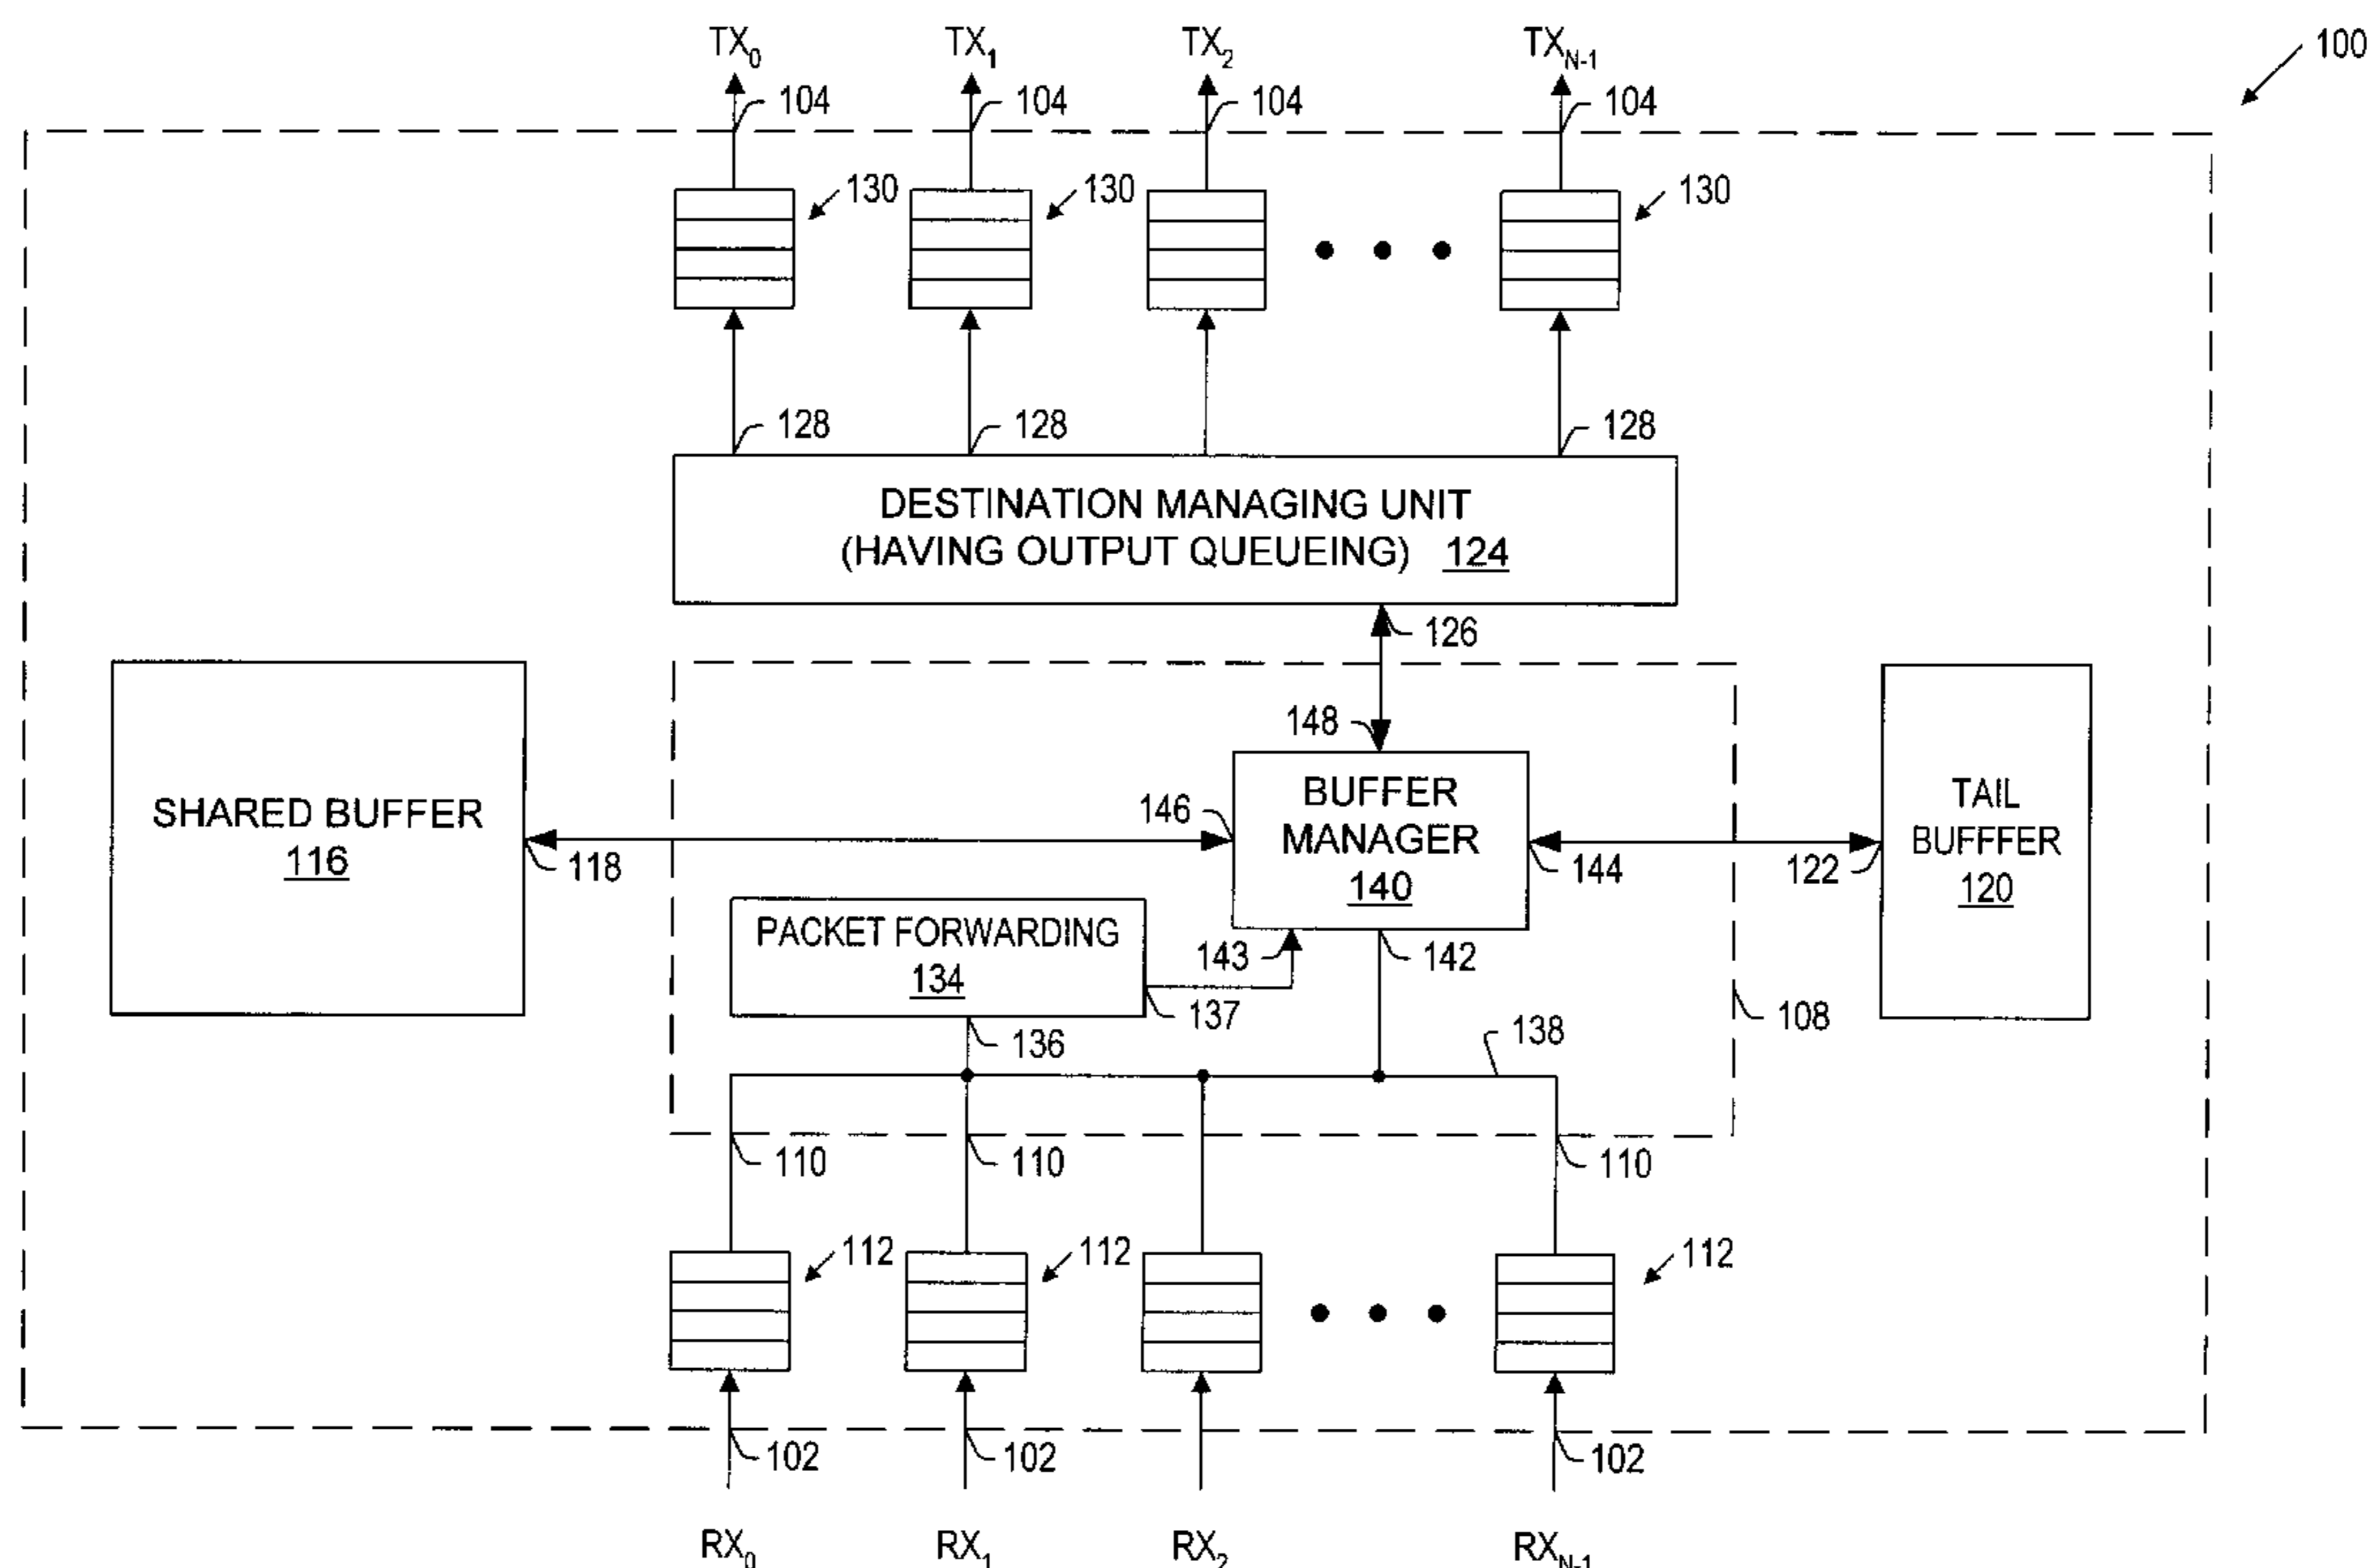 TX0 TX1 TX2 TXN-1 100
104 104 104 104
130 130 130
128 128 128
DESTINATION MANAGING UNIT
(HAVING OUTPUT QUEUEING) 124
126
148
SHARED BUFFER
116
118
146
BUFFER
MANAGER
140
144
122
TAIL
BUFFFER
120
PACKET FORWARDING
134
143 142
137
108
136 138
110 110 110
112 112 112
102 102 102
RX0 RX1 RX2 RXN-1